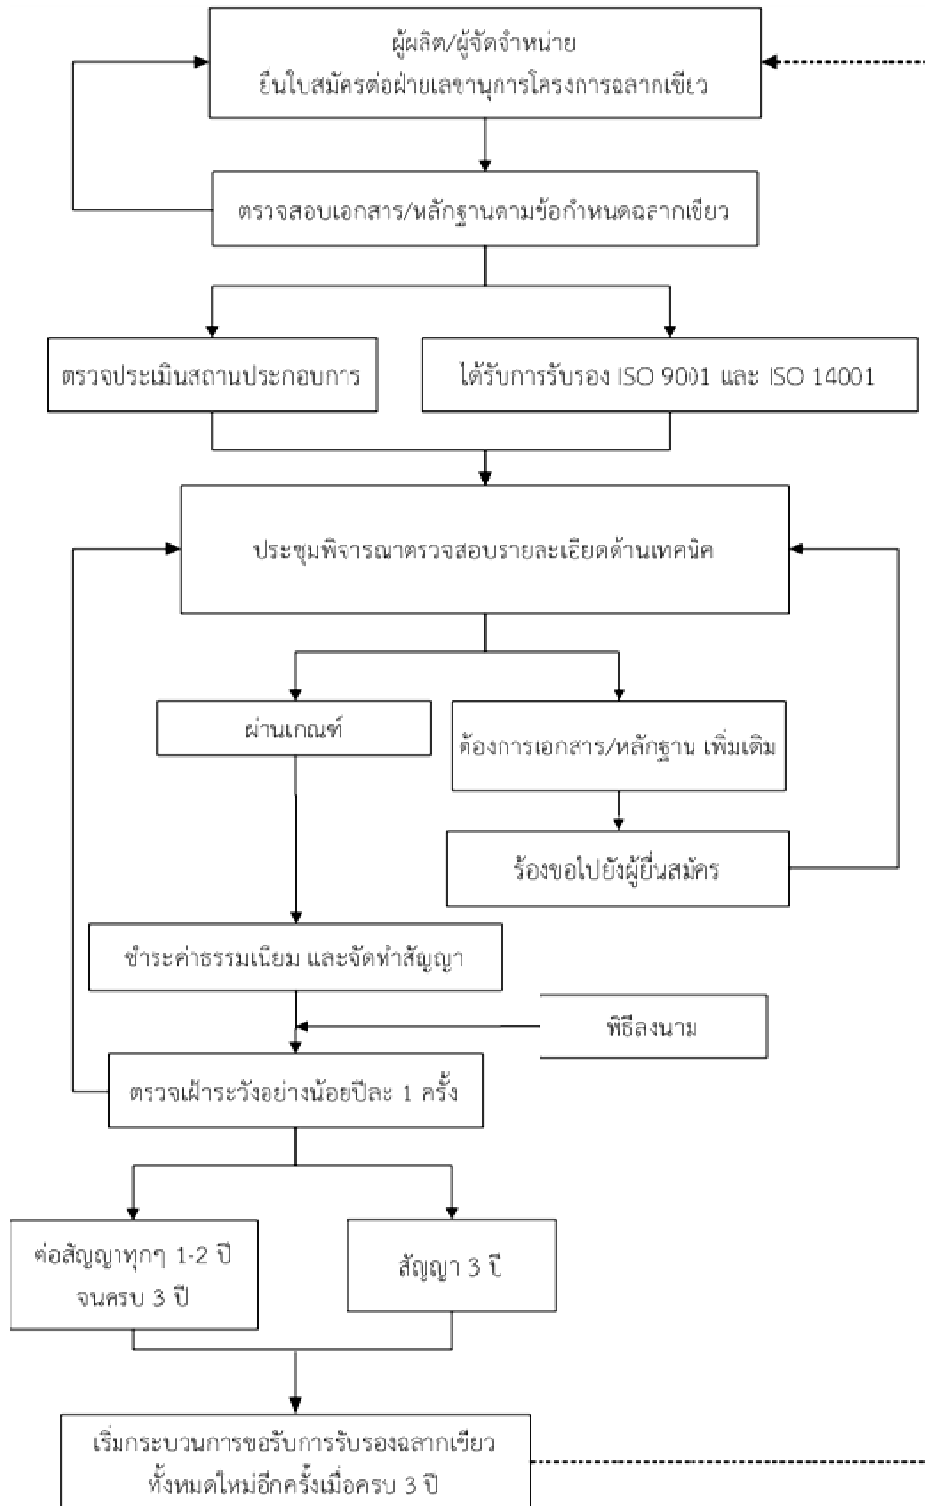 ผู้ผลิต/ผู้จัดจำหน่าย
ยื่นใบสมัครต่อฝ่ายเลขานุการโครงการฉลากเขียว
ตรวจสอบเอกสาร/หลักฐานตามข้อกำหนดฉลากเขียว
ตรวจประเมินสถานประกอบการ
ได้รับการรับรอง ISO 9001 และ ISO 14001
ประชุมพิจารณาตรวจสอบรายละเอียดด้านเทคนิค
ผ่านเกณฑ์
ต้องการเอกสาร/หลักฐาน เพิ่มเติม
ร้องขอไปยังผู้ยื่นสมัคร
ชำระค่าธรรมเนียม และจัดทำสัญญา
พิธีลงนาม
ตรวจเฝ้าระวังอย่างน้อยปีละ 1 ครั้ง
ต่อสัญญาทุกๆ 1-2 ปี
จนครบ 3 ปี
สัญญา 3 ปี
เริ่มกระบวนการขอรับการรับรองฉลากเขียว
ทั้งหมดใหม่อีกครั้งเมื่อครบ 3 ปี